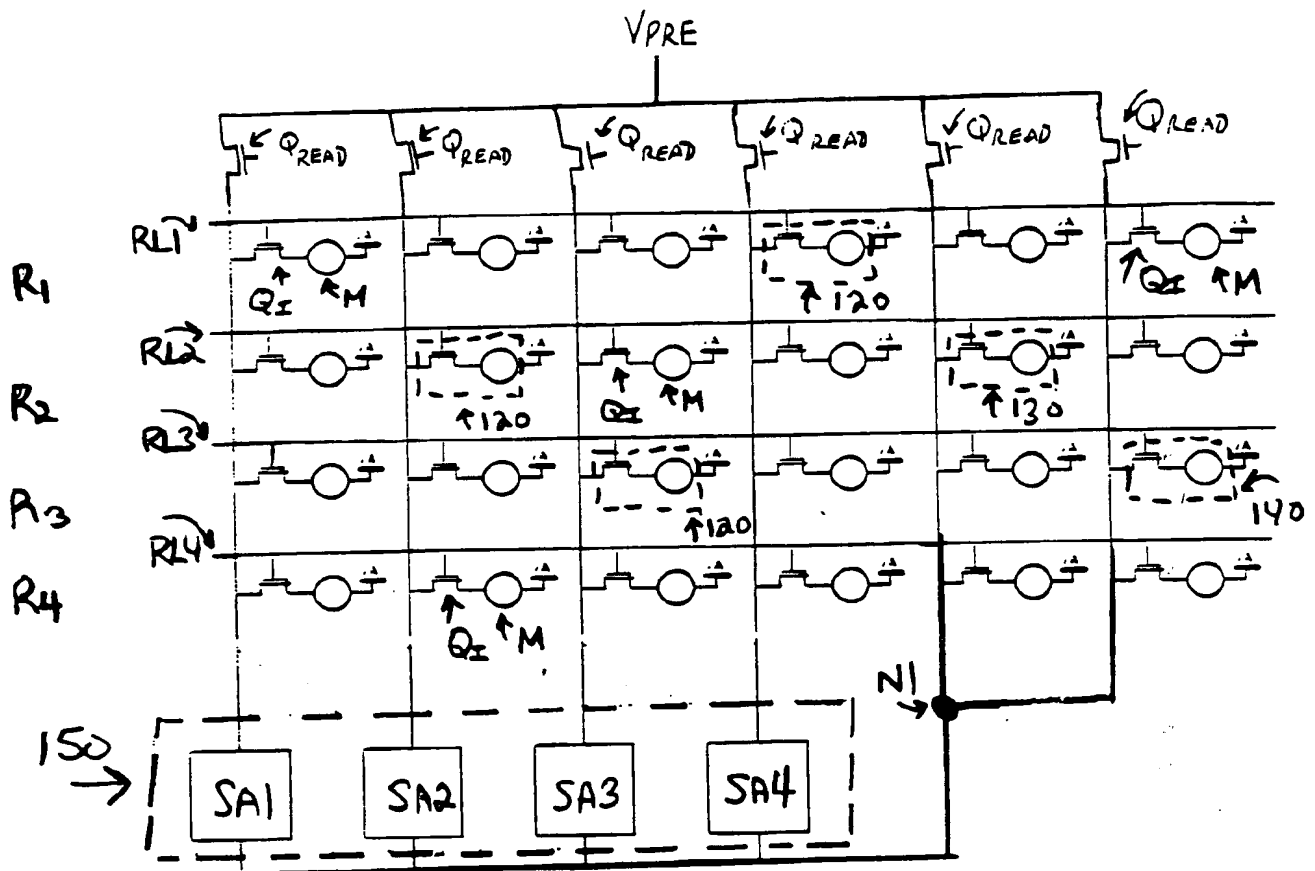 VPRE
QREAD QREAD QREAD QREAD QREAD QREAD
RL1
R1
QI M
120
QI M
RL2
R2
120
QI M
130
RL3
R3
120
140
RL4
R4
QI M
N1
150
SA1 SA2 SA3 SA4